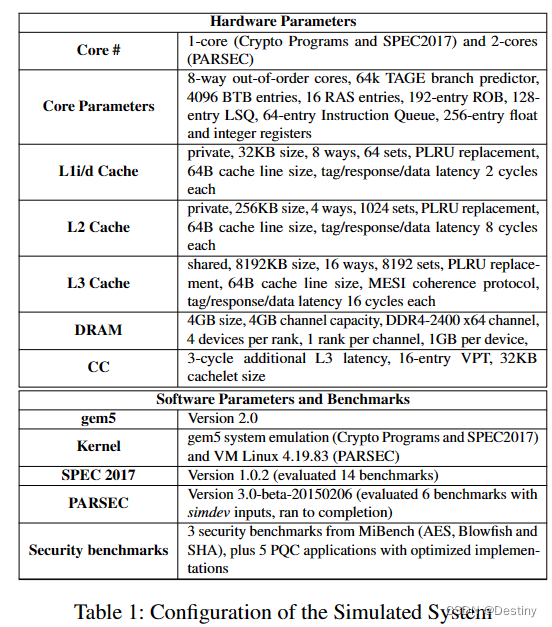 Hardware Parameters
Core #
1-core (Crypto Programs and SPEC2017) and 2-cores
(PARSEC)
Core Parameters
8-way out-of-order cores, 64k TAGE branch predictor,
4096 BTB entries, 16 RAS entries, 192-entry ROB, 128-
entry LSQ, 64-entry Instruction Queue, 256-entry float
and integer registers
L1i/d Cache
private, 32KB size, 8 ways, 64 sets, PLRU replacement,
64B cache line size, tag/response/data latency 2 cycles
each
L2 Cache
private, 256KB size, 4 ways, 1024 sets, PLRU replacement,
64B cache line size, tag/response/data latency 8 cycles
each
L3 Cache
shared, 8192KB size, 16 ways, 8192 sets, PLRU replace-
ment, 64B cache line size, MESI coherence protocol,
tag/response/data latency 16 cycles each
DRAM
4GB size, 4GB channel capacity, DDR4-2400 x64 channel,
4 devices per rank, 1 rank per channel, 1GB per device,
CC
3-cycle additional L3 latency, 16-entry VPT, 32KB
cachelet size
Software Parameters and Benchmarks
gem5
Version 2.0
Kernel
gem5 system emulation (Crypto Programs and SPEC2017)
and VM Linux 4.19.83 (PARSEC)
SPEC 2017
Version 1.0.2 (evaluated 14 benchmarks)
PARSEC
Version 3.0-beta-20150206 (evaluated 6 benchmarks with
simdev inputs, ran to completion)
Security benchmarks
3 security benchmarks from MiBench (AES, Blowfish and
SHA), plus 5 PQC applications with optimized implemen-
tations
Table 1: Configuration of the Simulated System
CSDN @Destiny